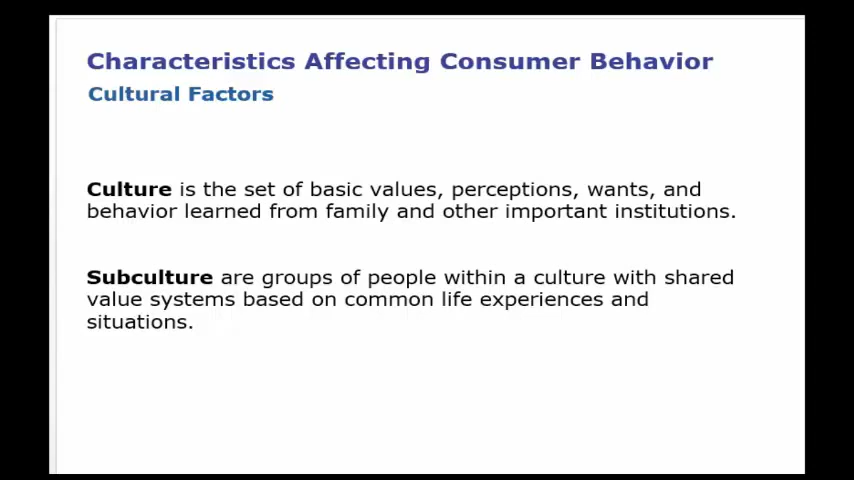 Characteristics Affecting Consumer Behavior
Cultural Factors
Culture is the set of basic values, perceptions, wants, and
behavior learned from family and other important institutions.
Subculture are groups of people within a culture with shared
value systems based on common life experiences and
situations.